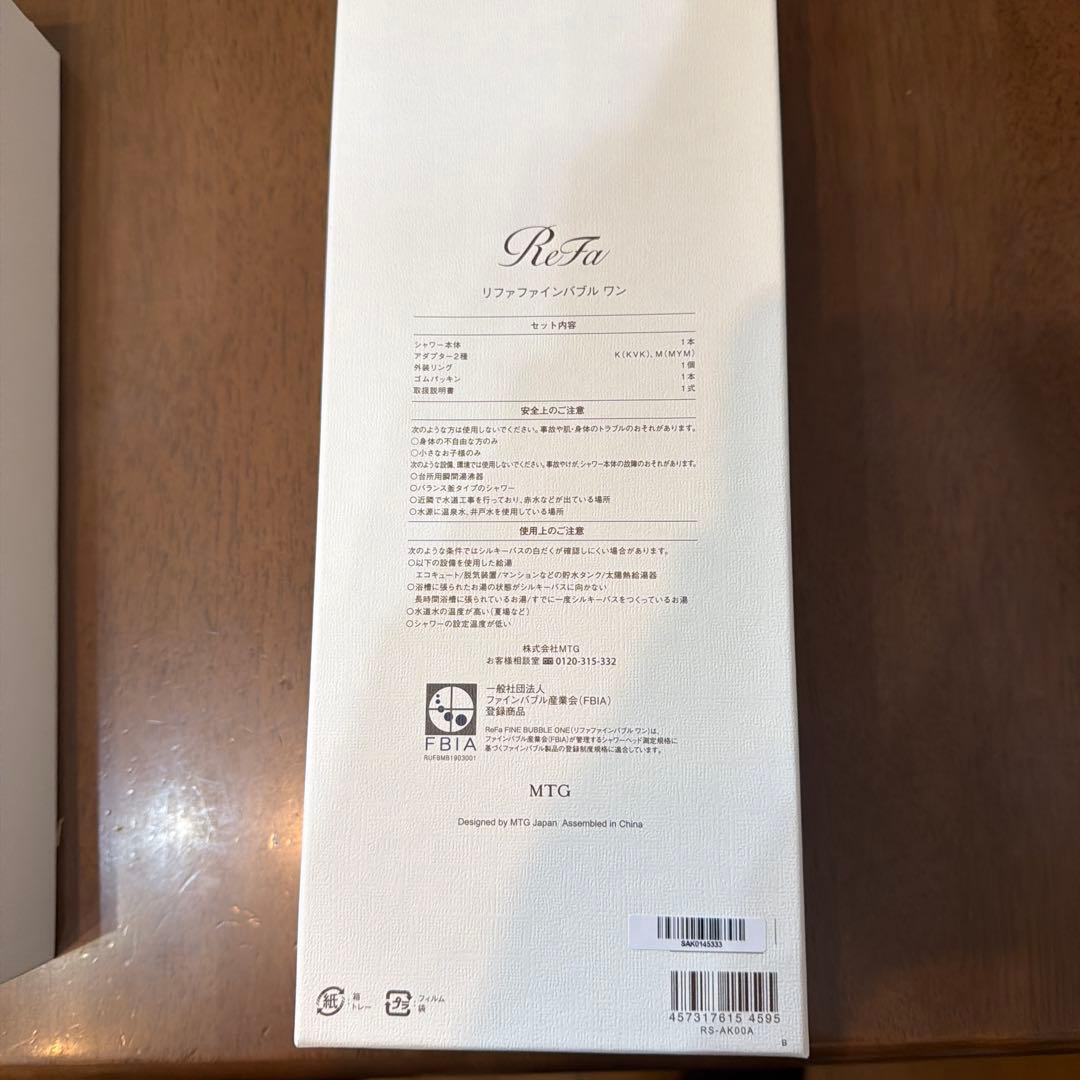 ReFa
リファファインバブル ワン
セット内容
シャワー本体 1本
アダプター2種 K(KVK)、M(MYM)
外装リング 1個
ゴムパッキン 1本
取扱説明書 1式
安全上のご注意
次のような方は使用しないでください。事故や肌・身体のトラブルのおそれがあります。
○身体の不自由な方のみ
○小さなお子様のみ
次のような設備、環境では使用しないでください。事故やけが、シャワー本体の故障のおそれがあります。
○台所用瞬間湯沸器
○バランス釜タイプのシャワー
○近隣で水道工事を行っており、赤水などが出ている場所
○水源に温泉水、井戸水を使用している場所
使用上のご注意
次のような条件ではシルキーバスの白だくが確認しにくい場合があります。
○以下の設備を使用した給湯
エコキュート/脱気装置/マンションなどの貯水タンク/太陽熱給湯器
○浴槽に張られたお湯の状態がシルキーバスに向かない
長時間浴槽に張られているお湯/すでに一度シルキーバスをつくっているお湯
○水道水の温度が高い(夏場など)
○シャワーの設定温度が低い
株式会社MTG
お客様相談室 0120-315-332
一般社団法人
ファインバブル産業会(FBIA)
登録商品
FBIA
RUFBMB1903001
ReFa FINE BUBBLE ONE(リファファインバブル ワン)は、
ファインバブル産業会(FBIA)が管理するシャワーヘッド測定規格に
基づくファインバブル製品の登録制度規格に適合しています。
MTG
Designed by MTG Japan Assembled in China
SAK0145333
紙 : 箱
トレー
プラ : フィルム
袋
457317615 4595
RS-AK00A
B